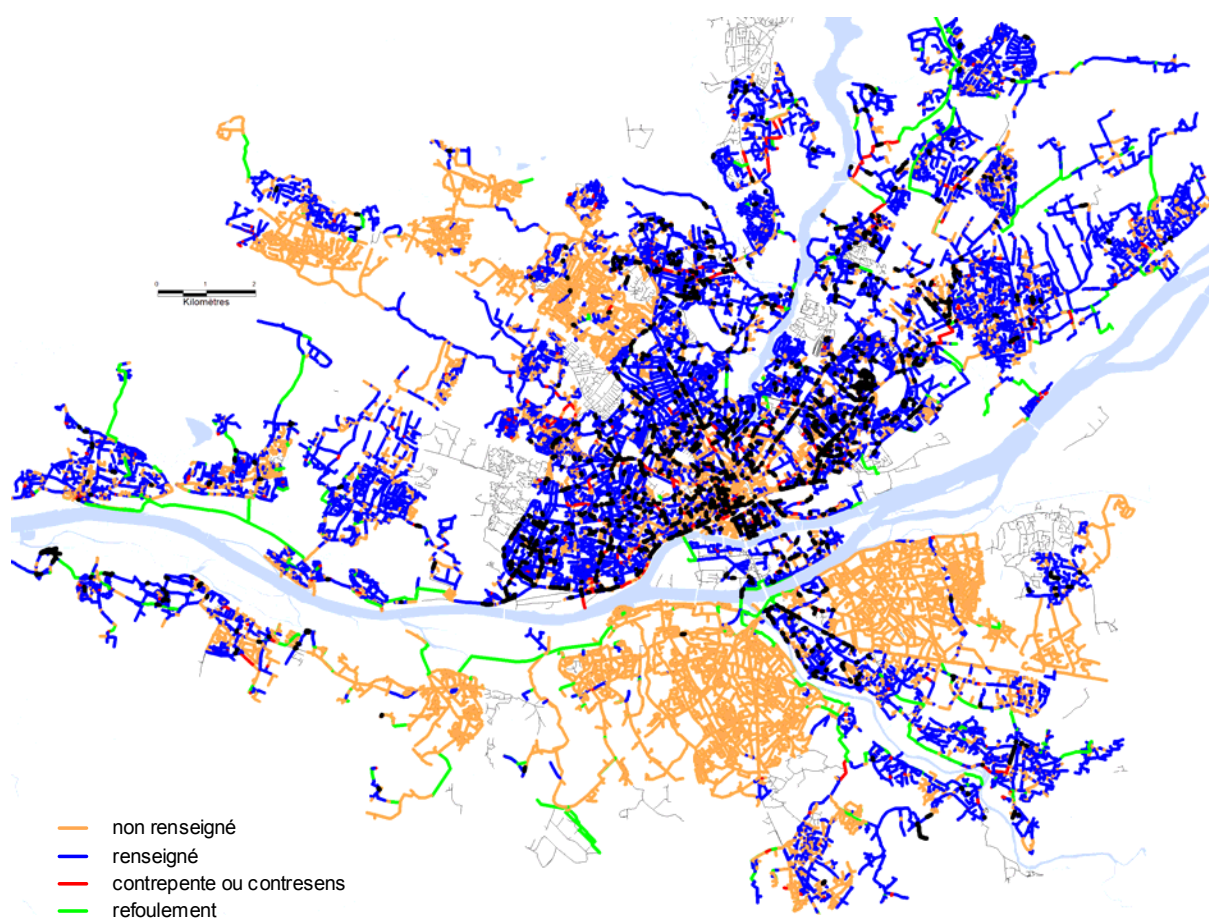 0 1 2
Kilomètres
non renseigné
renseigné
contrepente ou contresens
refoulement